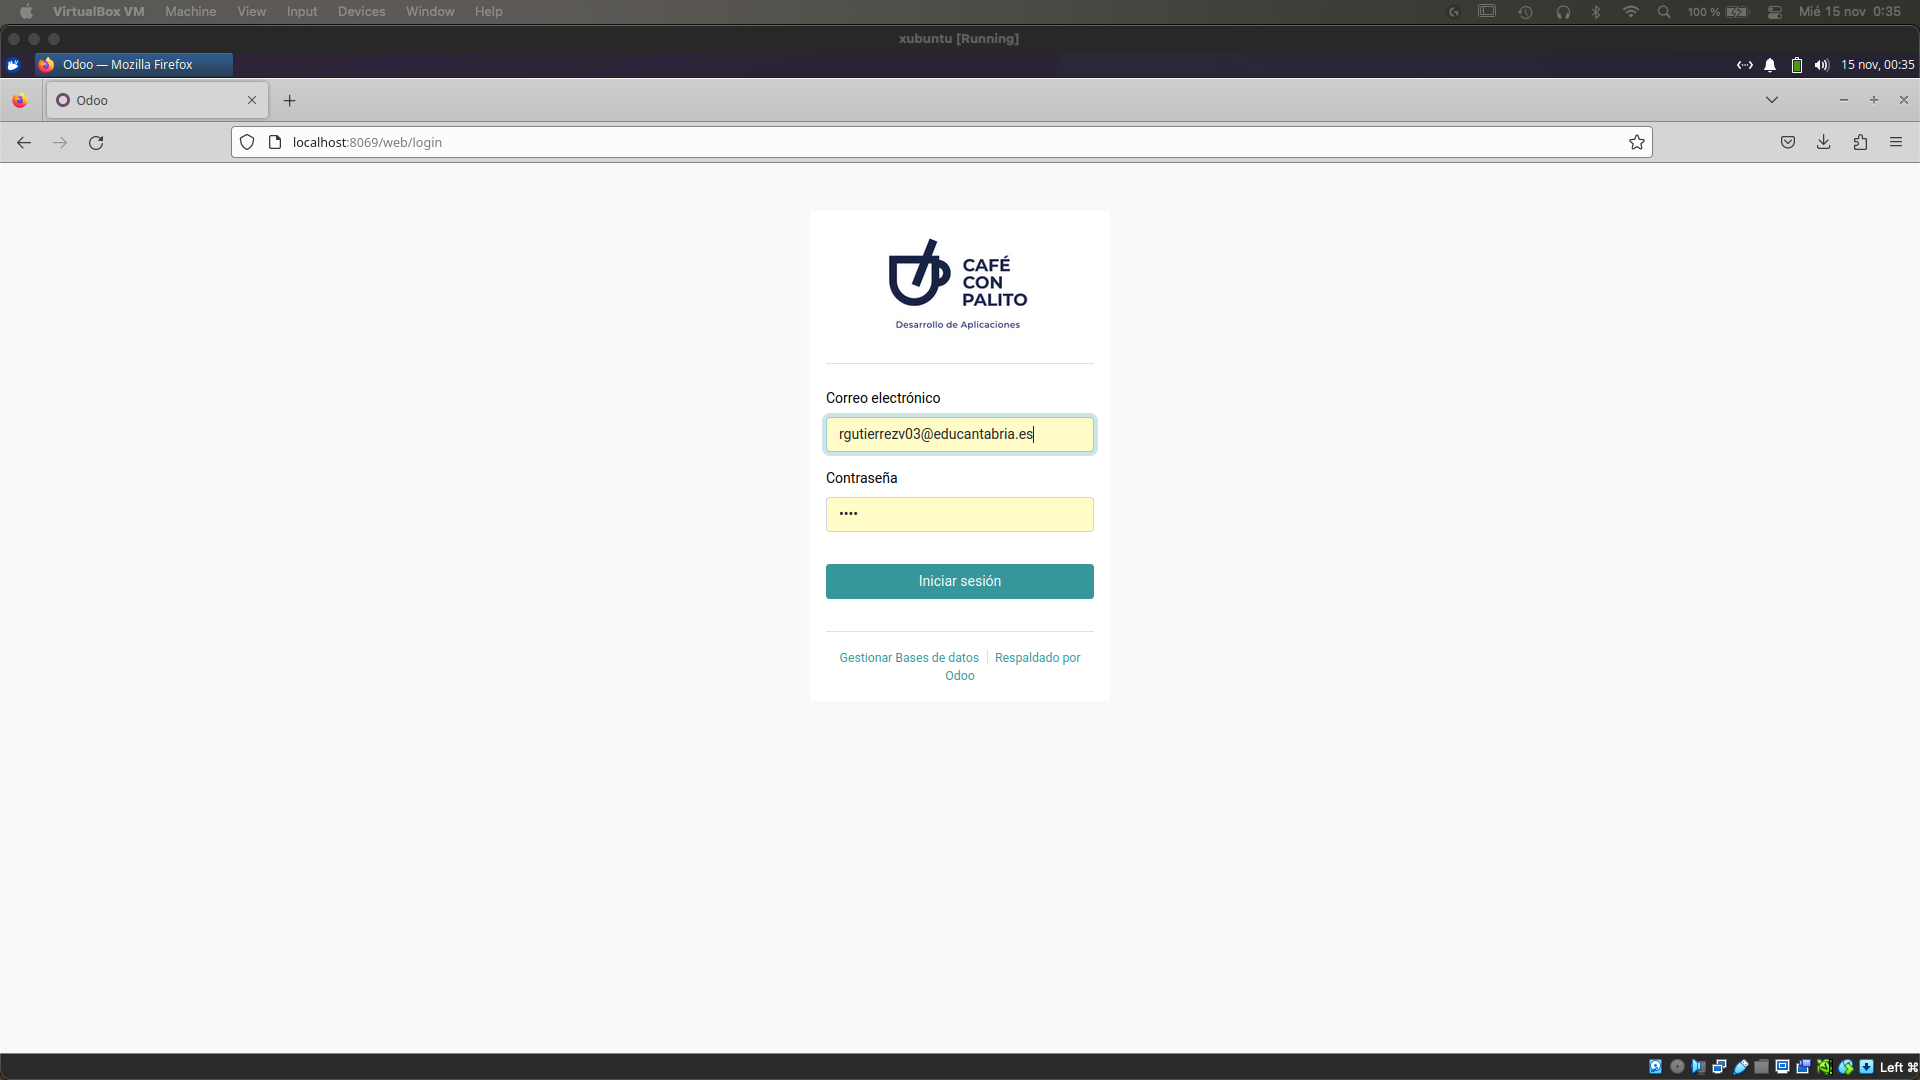 VirtualBox VM Machine View Input Devices Window Help 100 % Mié 15 nov 0:35
xubuntu [Running]
Odoo — Mozilla Firefox 15 nov, 00:35
Odoo
localhost:8069/web/login
CAFÉ
CON
PALITO
Desarrollo de Aplicaciones
Correo electrónico
rgutierrezv03@educantabria.es
Contraseña
••••
Iniciar sesión
Gestionar Bases de datos Respaldado por
Odoo
Left ⌘